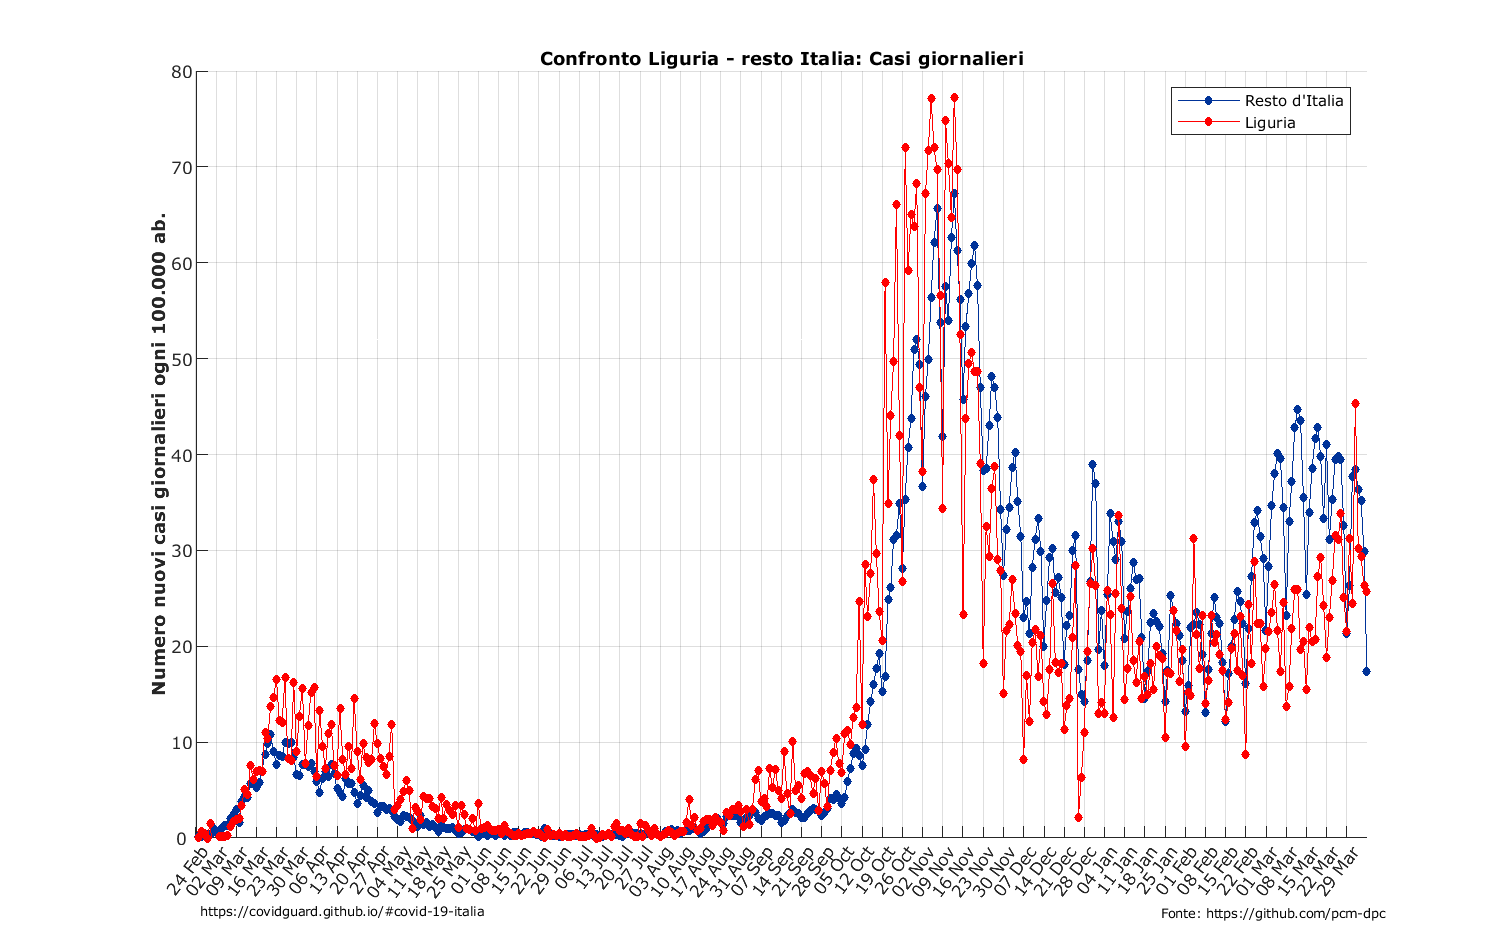 Confronto Liguria - resto Italia: Casi giornalieri
Resto d'Italia
Liguria
Numero nuovi casi giornalieri ogni 100.000 ab.
80
70
60
50
40
30
20
10
0
24 Feb
02 Mar
09 Mar
16 Mar
23 Mar
30 Mar
06 Apr
13 Apr
20 Apr
27 Apr
04 May
11 May
18 May
25 May
01 Jun
08 Jun
15 Jun
22 Jun
29 Jun
06 Jul
13 Jul
20 Jul
27 Jul
03 Aug
10 Aug
17 Aug
24 Aug
31 Aug
07 Sep
14 Sep
21 Sep
28 Sep
05 Oct
12 Oct
19 Oct
26 Oct
02 Nov
09 Nov
16 Nov
23 Nov
30 Nov
07 Dec
14 Dec
21 Dec
28 Dec
04 Jan
11 Jan
18 Jan
25 Jan
01 Feb
08 Feb
15 Feb
22 Feb
01 Mar
08 Mar
15 Mar
22 Mar
29 Mar
https://covidguard.github.io/#covid-19-italia
Fonte: https://github.com/pcm-dpc